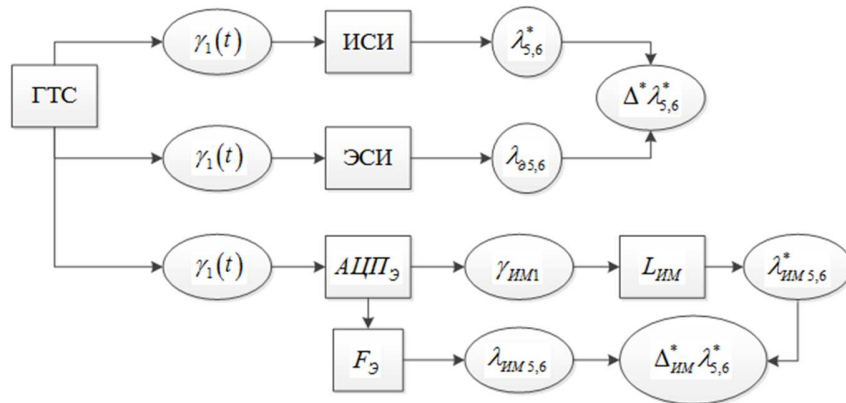 γ₁(t)
ИСИ
λ*₅,₆
ГТС
Δ*λ*₅,₆
γ₁(t)
ЭСИ
λэ5,6
γ₁(t)
АЦПЭ
γИМ1
LИМ
λ*ИМ 5,6
FЭ
λИМ 5,6
Δ*ИМ λ*₅,₆